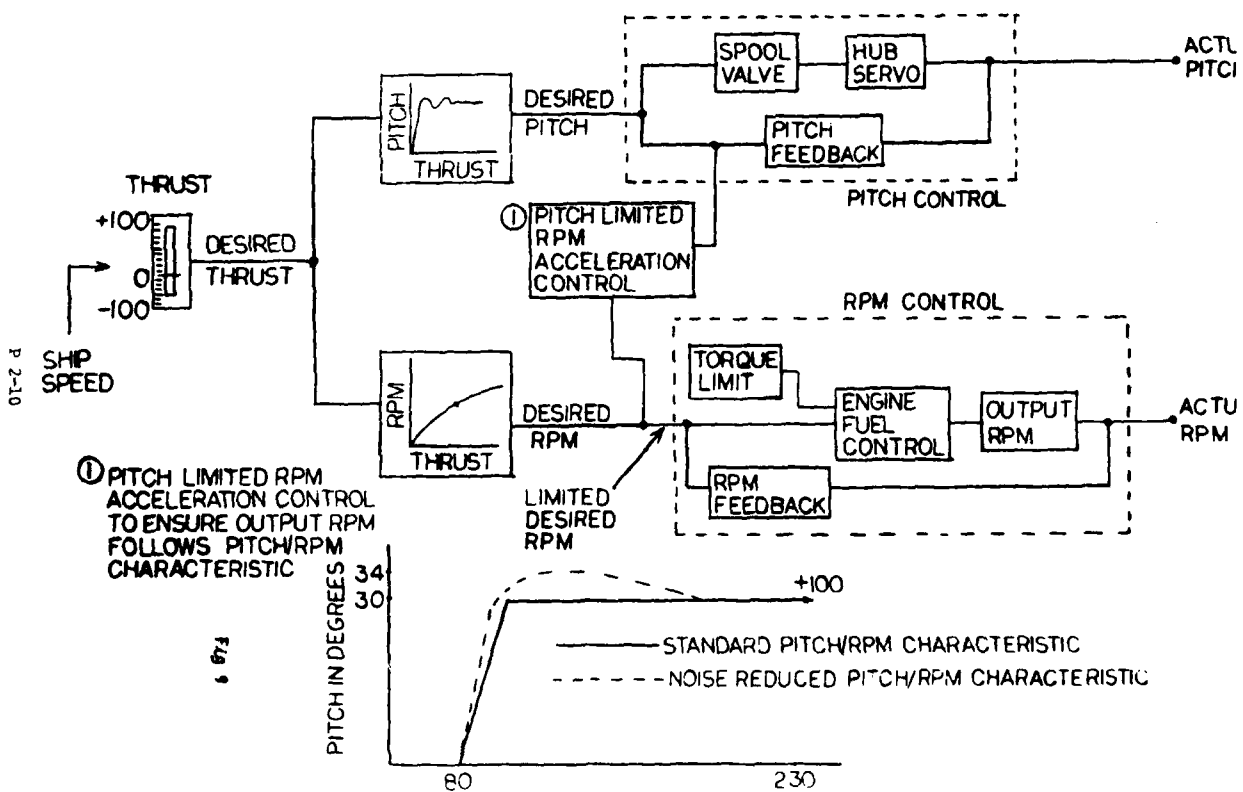 SPOOL
VALVE
HUB
SERVO
ACTU
PITCI
PITCH
THRUST
DESIRED
PITCH
PITCH
FEEDBACK
PITCH CONTROL
THRUST
+100
0
-100
DESIRED
THRUST
SHIP
SPEED
① PITCH LIMITED
RPM
ACCELERATION
CONTROL
RPM CONTROL
TORQUE
LIMIT
ENGINE
FUEL
CONTROL
OUTPUT
RPM
ACTU
RPM
RPM
THRUST
DESIRED
RPM
RPM
FEEDBACK
LIMITED
DESIRED
RPM
① PITCH LIMITED RPM
ACCELERATION CONTROL
TO ENSURE OUTPUT RPM
FOLLOWS PITCH/RPM
CHARACTERISTIC
PITCH IN DEGREES
34
30
+100
STANDARD PITCH/RPM CHARACTERISTIC
NOISE REDUCED PITCH/RPM CHARACTERISTIC
80
230
P 2-10
Fig 9